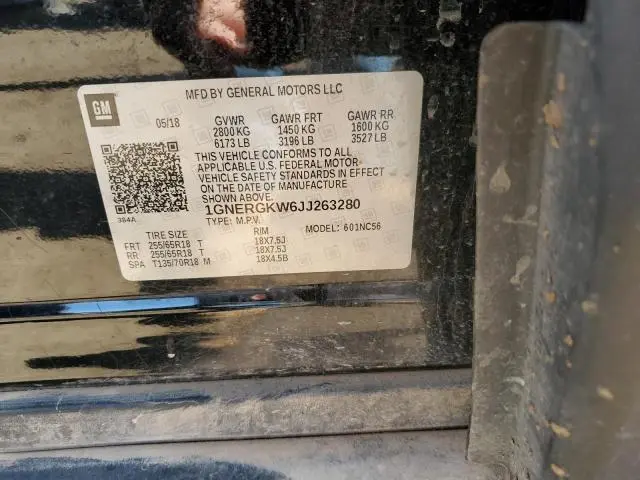 MFD BY GENERAL MOTORS LLC
GM
05/18 GVWR GAWR FRT GAWR RR
2800 KG 1450 KG 1600 KG
6173 LB 3196 LB 3527 LB
THIS VEHICLE CONFORMS TO ALL
APPLICABLE U.S. FEDERAL MOTOR
VEHICLE SAFETY STANDARDS IN EFFECT
ON THE DATE OF MANUFACTURE SHOWN ABOVE.
384A
1GNERGKW6JJ263280
TYPE: M.P.V. MODEL: 601NC56
TIRE SIZE RIM
FRT 255/65R18 T 18X7.5J
RR 255/65R18 T 18X7.5J
SPA T135/70R18 M 18X4.5B